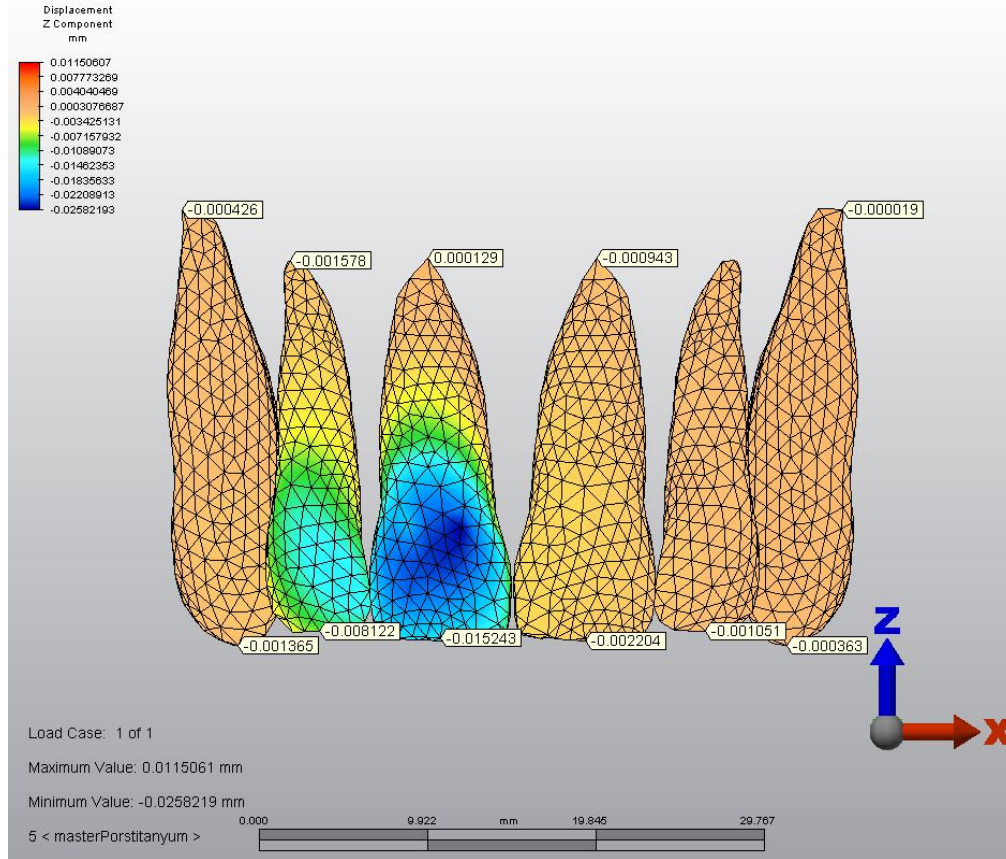 Displacement
Z Component
mm
0.01150607
0.007773269
0.004040469
0.0003076687
-0.003425131
-0.007157932
-0.01089073
-0.01462353
-0.01835633
-0.02208913
-0.02582193
-0.000426
-0.000019
-0.001578
0.000129
-0.000943
-0.008122
-0.015243
-0.002204
-0.001051
-0.001365
-0.000363
Z
X
Load Case: 1 of 1
Maximum Value: 0.0115061 mm
Minimum Value: -0.0258219 mm
5 < masterPorstitanyum >
0.000 9.922 mm 19.845 29.767